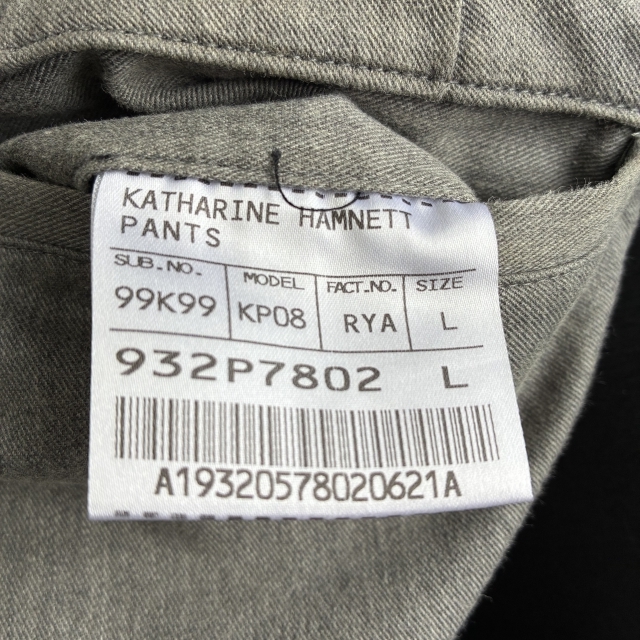 KATHARINE HAMNETT
PANTS
SUB.NO. MODEL FACT.NO. SIZE
99K99 KP08 RYA L
932P7802 L
A19320578020621A